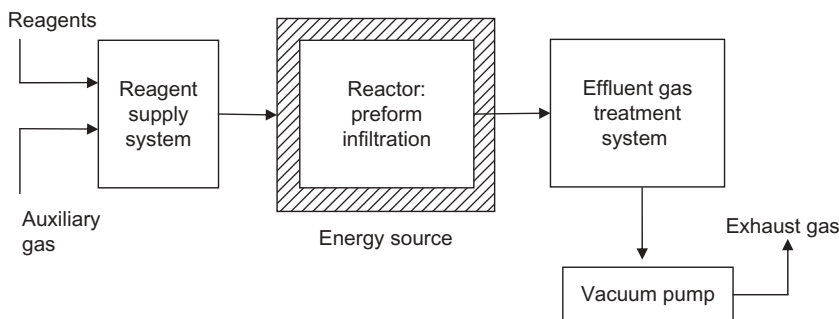 Reagents
Reagent
supply
system
Auxiliary
gas
Reactor:
preform
infiltration
Energy source
Effluent gas
treatment
system
Exhaust gas
Vacuum pump